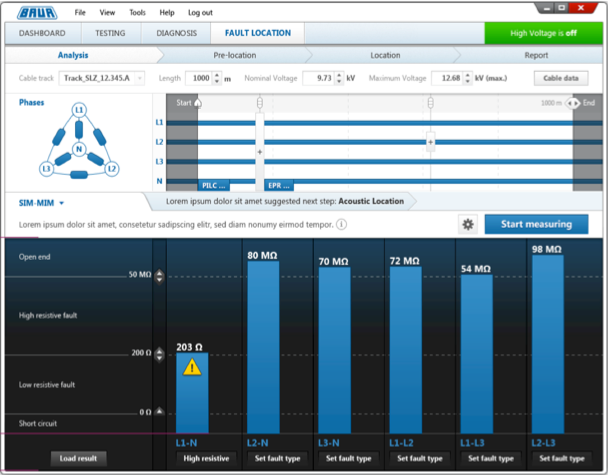 BAUR File View Tools Help Log out
DASHBOARD TESTING DIAGNOSIS FAULT LOCATION High Voltage is off
Analysis Pre-location Location Report
Cable track Track_SLZ_12.345.A Length 1000 m Nominal Voltage 9.73 kV Maximum Voltage 12.68 kV (max.) Cable data
Phases Start 1000 m End
L1
L1
L2
N
L3
L3 L2
N PILC ... EPR ...
SIM-MIM Lorem ipsum dolor sit amet suggested next step: Acoustic Location
Lorem ipsum dolor sit amet, consetetur sadipscing elitr, sed diam nonumy eirmod tempor. Start measuring
Open end 80 MΩ 70 MΩ 72 MΩ 54 MΩ 98 MΩ
50 MΩ
High resistive fault
200 Ω 203 Ω
Low resistive fault
0 Ω
Short circuit
L1-N L2-N L3-N L1-L2 L1-L3 L2-L3
Load result High resistive Set fault type Set fault type Set fault type Set fault type Set fault type